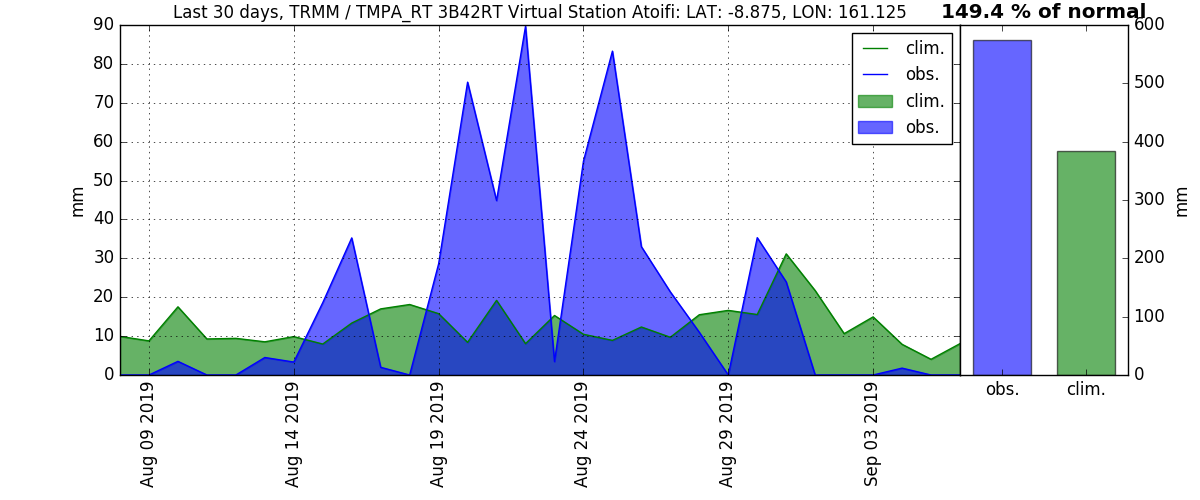 Last 30 days, TRMM / TMPA_RT 3B42RT Virtual Station Atoifi: LAT: -8.875, LON: 161.125
149.4 % of normal
90
80
70
60
50
40
30
20
10
0
mm
clim.
obs.
clim.
obs.
Aug 09 2019
Aug 14 2019
Aug 19 2019
Aug 24 2019
Aug 29 2019
Sep 03 2019
600
500
400
300
200
100
0
mm
obs.
clim.